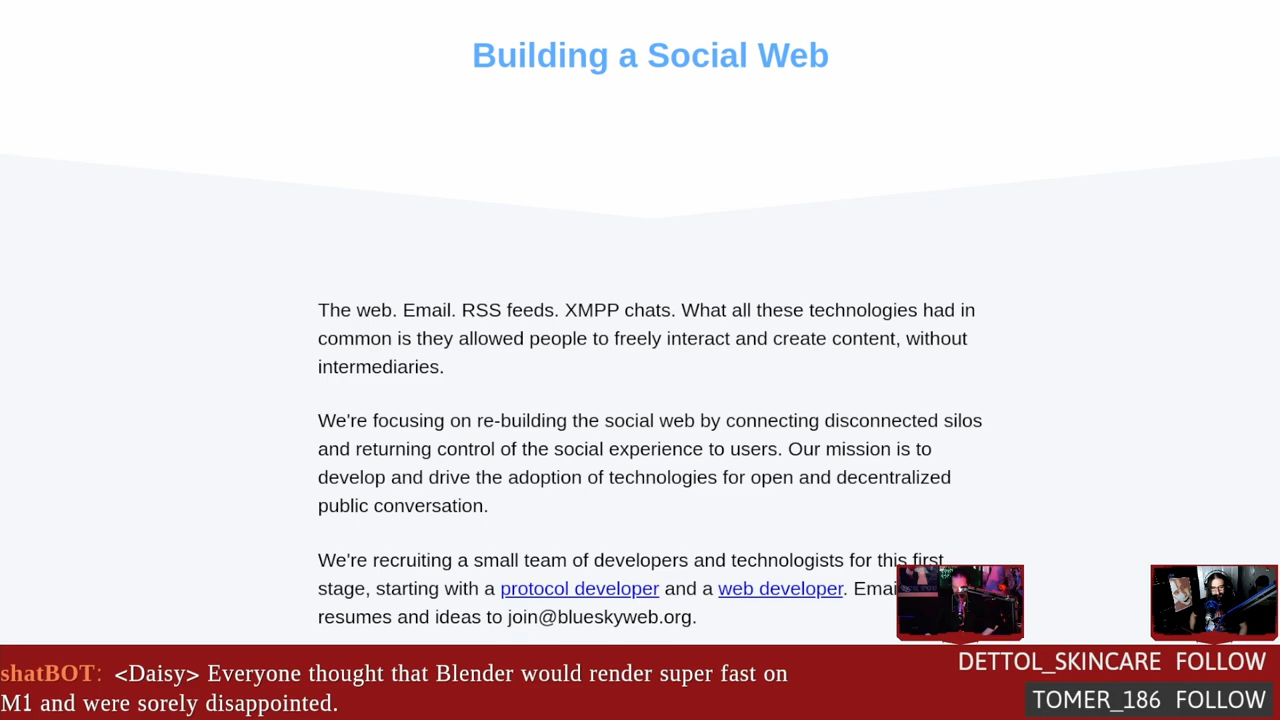 Building a Social Web
The web. Email. RSS feeds. XMPP chats. What all these technologies had in
common is they allowed people to freely interact and create content, without
intermediaries.
We're focusing on re-building the social web by connecting disconnected silos
and returning control of the social experience to users. Our mission is to
develop and drive the adoption of technologies for open and decentralized
public conversation.
We're recruiting a small team of developers and technologists for this first
stage, starting with a protocol developer and a web developer.
resumes and ideas to join@blueskyweb.org.
shatBOT: <Daisy> Everyone thought that Blender would render super fast on
M1 and were sorely disappointed.
DETTOL_SKINCARE FOLLOW
TOMER_186 FOLLOW